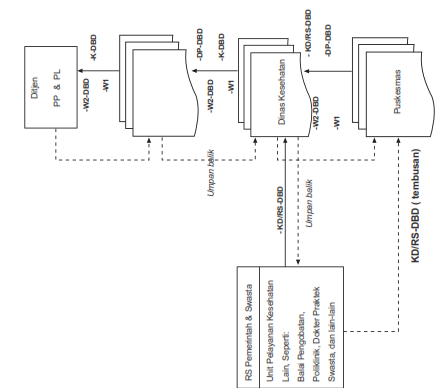 Ditjen
PP & PL
-K-DBD
-W2-DBD
-W1
-DP-DBD
-K-DBD
-W2-DBD
-W1
Dinas Kesehatan
- KD/RS-DBD
-DP-DBD
-W2-DBD
-W1
Puskesmas
Umpan balik
- KD/RS-DBD
Umpan balik
KD/RS-DBD ( tembusan)
RS Pemerintah & Swasta
Unit Pelayanan Kesehatan
Lain, Seperti:
Balai Pengobatan,
Poliklinik, Dokter Praktek
Swasta, dan lain-lain